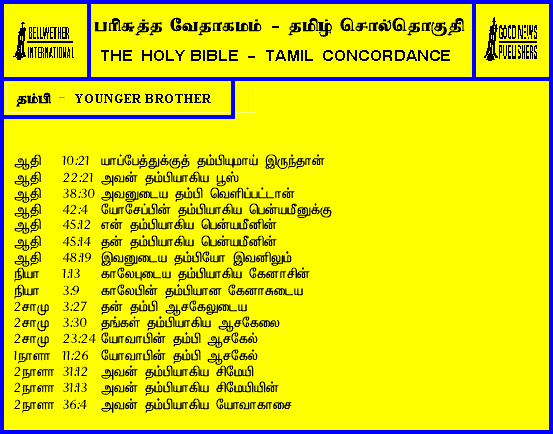 BELLWETHER
INTERNATIONAL
பரிசுத்த வேதாகமம் - தமிழ் சொல்தொகுதி
THE HOLY BIBLE - TAMIL CONCORDANCE
GOOD NEWS
PUBLISHERS
தம்பி - YOUNGER BROTHER
ஆதி 10:21 யாப்பேத்துக்குத் தம்பியுமாய் இருந்தான்
ஆதி 22:21 அவன் தம்பியாகிய பூஸ்
ஆதி 38:30 அவனுடைய தம்பி வெளிப்பட்டான்
ஆதி 42:4 யோசேப்பின் தம்பியாகிய பென்யமீனுக்கு
ஆதி 45:12 என் தம்பியாகிய பென்யமீனின்
ஆதி 45:14 தன் தம்பியாகிய பென்யமீனின்
ஆதி 48:19 இவனுடைய தம்பியோ இவனிலும்
நியா 1:13 காலேபுடைய தம்பியாகிய கேனாசின்
நியா 3:9 காலேபின் தம்பியான கேனாசுடைய
2சாமு 3:27 தன் தம்பி ஆசகேலுடைய
2சாமு 3:30 தங்கள் தம்பியாகிய ஆசகேலை
2சாமு 23:24 யோவாபின் தம்பி ஆசகேல்
1நாளா 11:26 யோவாபின் தம்பி ஆசகேல்
2நாளா 31:12 அவன் தம்பியாகிய சிமேயி
2நாளா 31:13 அவன் தம்பியாகிய சிமேயியின்
2நாளா 36:4 அவன் தம்பியாகிய யோவாகாசை